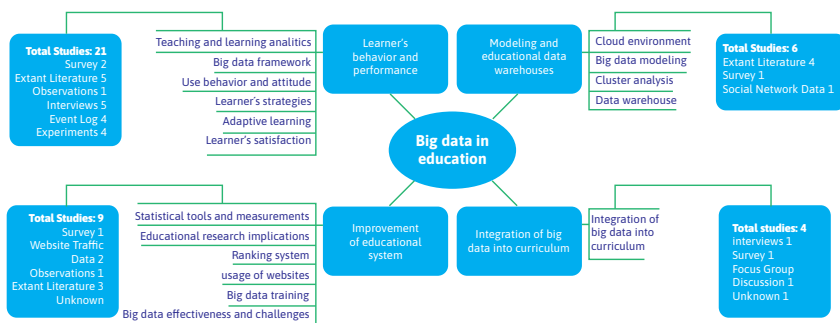 Total Studies: 21
Survey 2
Extant Literature 5
Observations 1
Interviews 5
Event Log 4
Experiments 4
Teaching and learning analitics
Big data framework
Use behavior and attitude
Learner's strategies
Adaptive learning
Learner's satisfaction
Learner's
behavior and
performance
Modeling and
educational data
warehouses
Cloud environment
Big data modeling
Cluster analysis
Data warehouse
Total Studies: 6
Extant Literature 4
Survey 1
Social Network Data 1
Big data in
education
Total Studies: 9
Survey 1
Website Traffic
Data 2
Observations 1
Extant Literature 3
Unknown
Statistical tools and measurements
Educational research implications
Ranking system
usage of websites
Big data training
Big data effectiveness and challenges
Improvement
of educational
system
Integration of big
data into curriculum
Integration of
big data into
curriculum
Total studies: 4
interviews 1
Survey 1
Focus Group
Discussion 1
Unknown 1